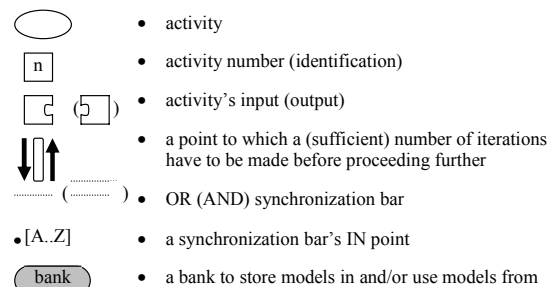 • activity
n • activity number (identification)
( ) • activity’s input (output)
• a point to which a (sufficient) number of iterations
have to be made before proceeding further
( ) • OR (AND) synchronization bar
•[A..Z] • a synchronization bar’s IN point
bank • a bank to store models in and/or use models from